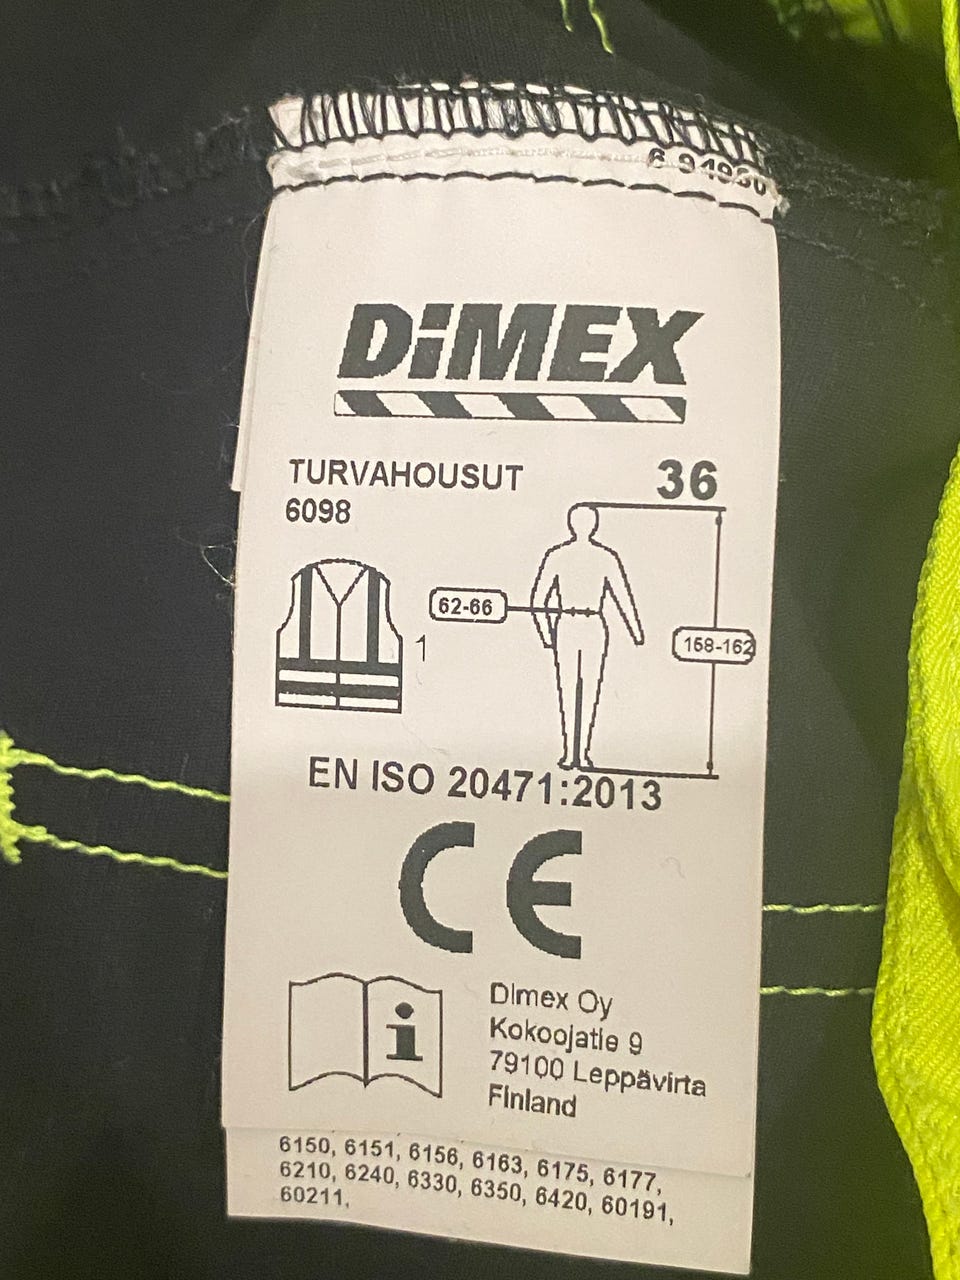 DiMEX
TURVAHOUSUT
36
6098
62-66
158-162
1
EN ISO 20471:2013
CE
i
Dimex Oy
Kokoojatie 9
79100 Leppävirta
Finland
6150, 6151, 6156, 6163, 6175, 6177,
6210, 6240, 6330, 6350, 6420, 60191,
60211,